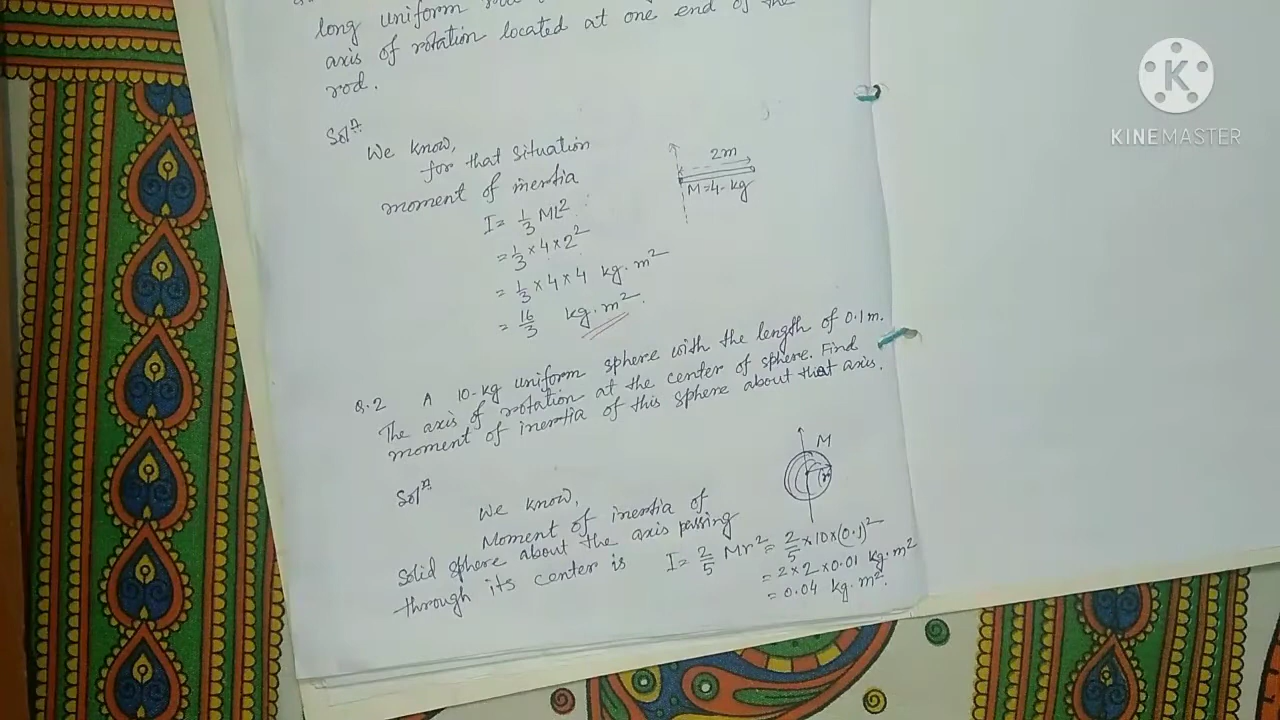 long uniform
axis of rotation located at one end of the
rod.
Solⁿ.
We know,
for that situation
moment of inertia
I = 1/3 ML²
= 1/3 × 4 × 2²
= 1/3 × 4 × 4 kg. m²
= 16/3 kg. m².
2m
M=4-kg
Q.2 A 10-kg uniform sphere with the length of 0.1m.
The axis of rotation at the center of sphere. Find
moment of inertia of this sphere about that axis.
M
r
Solⁿ.
We know,
Moment of inertia of
solid sphere about the axis passing
through its center is I = 2/5 Mr² = 2/5 × 10 × (0.1)²
= 2 × 2 × 0.01 kg. m²
= 0.04 kg. m².
K
KINEMASTER